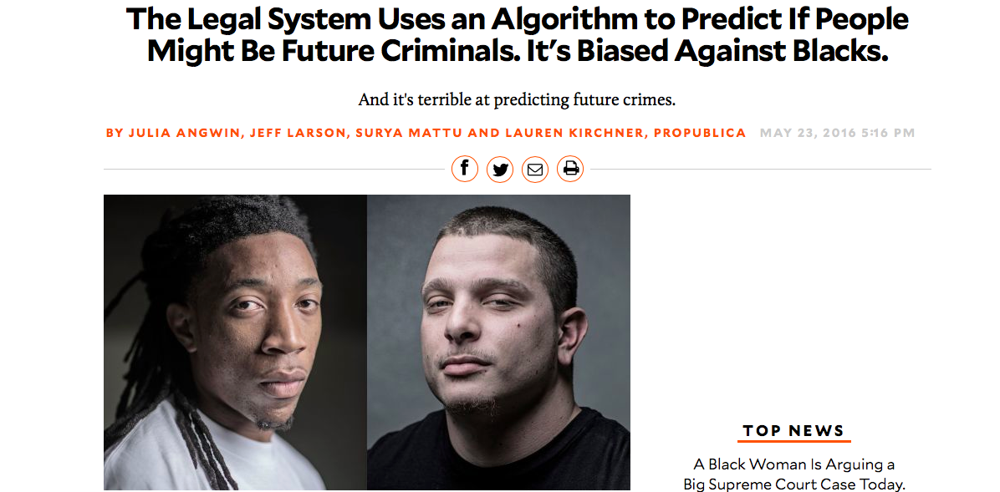 The Legal System Uses an Algorithm to Predict If People
Might Be Future Criminals. It's Biased Against Blacks.
And it's terrible at predicting future crimes.
BY JULIA ANGWIN, JEFF LARSON, SURYA MATTU AND LAUREN KIRCHNER, PROPUBLICA MAY 23, 2016 5:16 PM
TOP NEWS
A Black Woman Is Arguing a
Big Supreme Court Case Today.